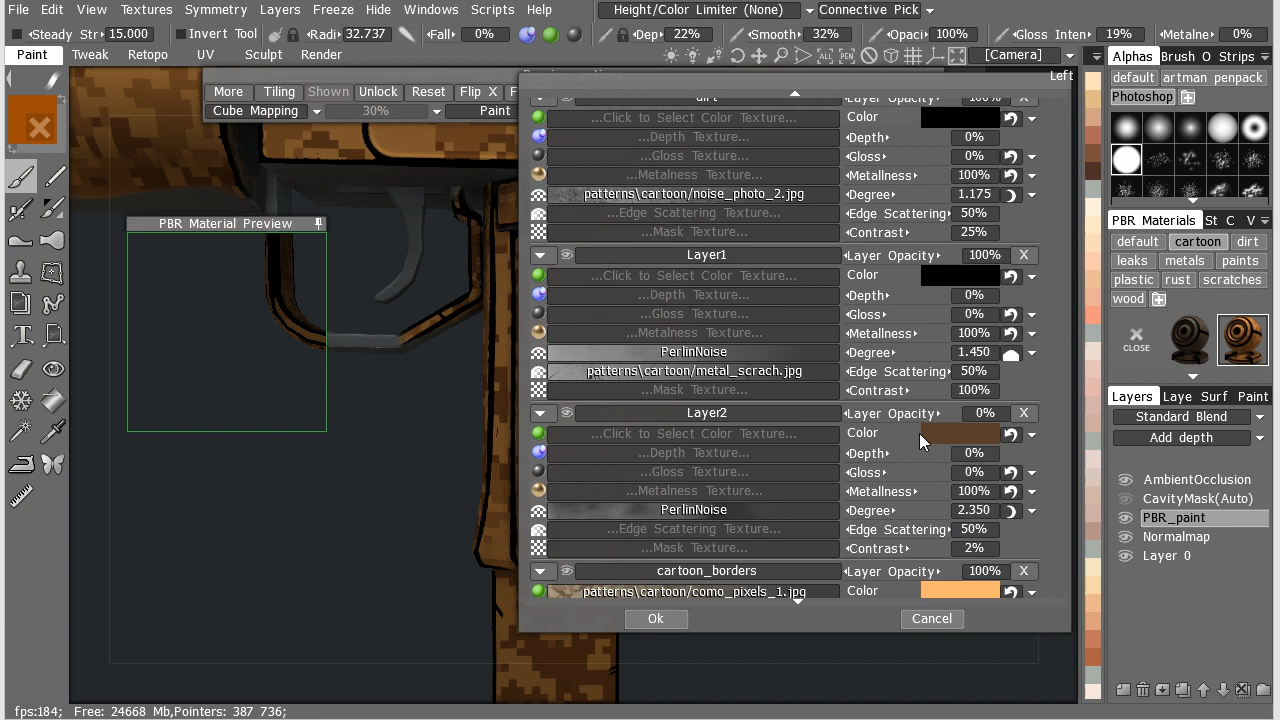 File Edit View Textures Symmetry Layers Freeze Hide Windows Scripts Help Height/Color Limiter (None) Connective Pick
Steady Str 15.000 Invert Tool Radi 32.737 Fall 0% Dep 22% Smooth 32% Opaci 100% Gloss Inten 19% Metalne 0%
Paint Tweak Retopo UV Sculpt Render [Camera] Alphas Brush O Strips
Left
More Tiling Shown Unlock Reset Flip X F
Cube Mapping 30% Paint
default artman penpack
Photoshop
dirt Layer Opacity 100% X
...Click to Select Color Texture... Color
...Depth Texture... Depth 0%
...Gloss Texture... Gloss 0%
...Metalness Texture... Metallness 100%
patterns\cartoon/noise_photo_2.jpg Degree 1.175
...Edge Scattering Texture... Edge Scattering 50%
...Mask Texture... Contrast 25%
Layer1 Layer Opacity 100% X
...Click to Select Color Texture... Color
...Depth Texture... Depth 0%
...Gloss Texture... Gloss 0%
...Metalness Texture... Metallness 100%
PerlinNoise Degree 1.450
patterns\cartoon/metal_scrach.jpg Edge Scattering 50%
...Mask Texture... Contrast 100%
Layer2 Layer Opacity 0% X
...Click to Select Color Texture... Color
...Depth Texture... Depth 0%
...Gloss Texture... Gloss 0%
...Metalness Texture... Metallness 100%
PerlinNoise Degree 2.350
...Edge Scattering Texture... Edge Scattering 50%
...Mask Texture... Contrast 2%
cartoon_borders Layer Opacity 100% X
patterns\cartoon/como_pixels_1.jpg Color
Ok Cancel
PBR Material Preview
PBR Materials St C V
default cartoon dirt
leaks metals paints
plastic rust scratches
wood
CLOSE
Layers Laye Surf Paint
Standard Blend
Add depth
AmbientOcclusion
CavityMask(Auto)
PBR_paint
Normalmap
Layer 0
fps:184; Free: 24668 Mb,Pointers: 387 736;